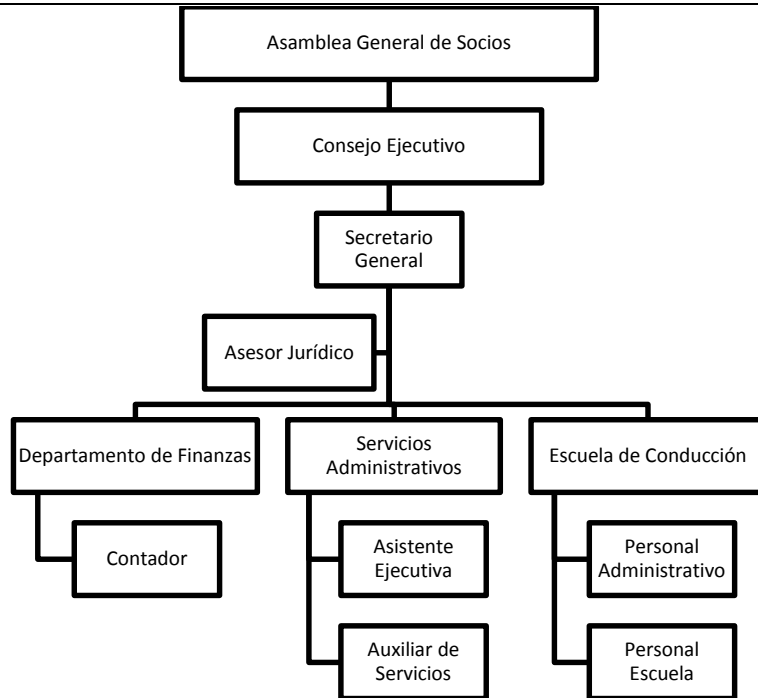 Asamblea General de Socios
Consejo Ejecutivo
Secretario
General
Asesor Jurídico
Departamento de Finanzas
Servicios
Administrativos
Escuela de Conducción
Contador
Asistente
Ejecutiva
Personal
Administrativo
Auxiliar de
Servicios
Personal
Escuela